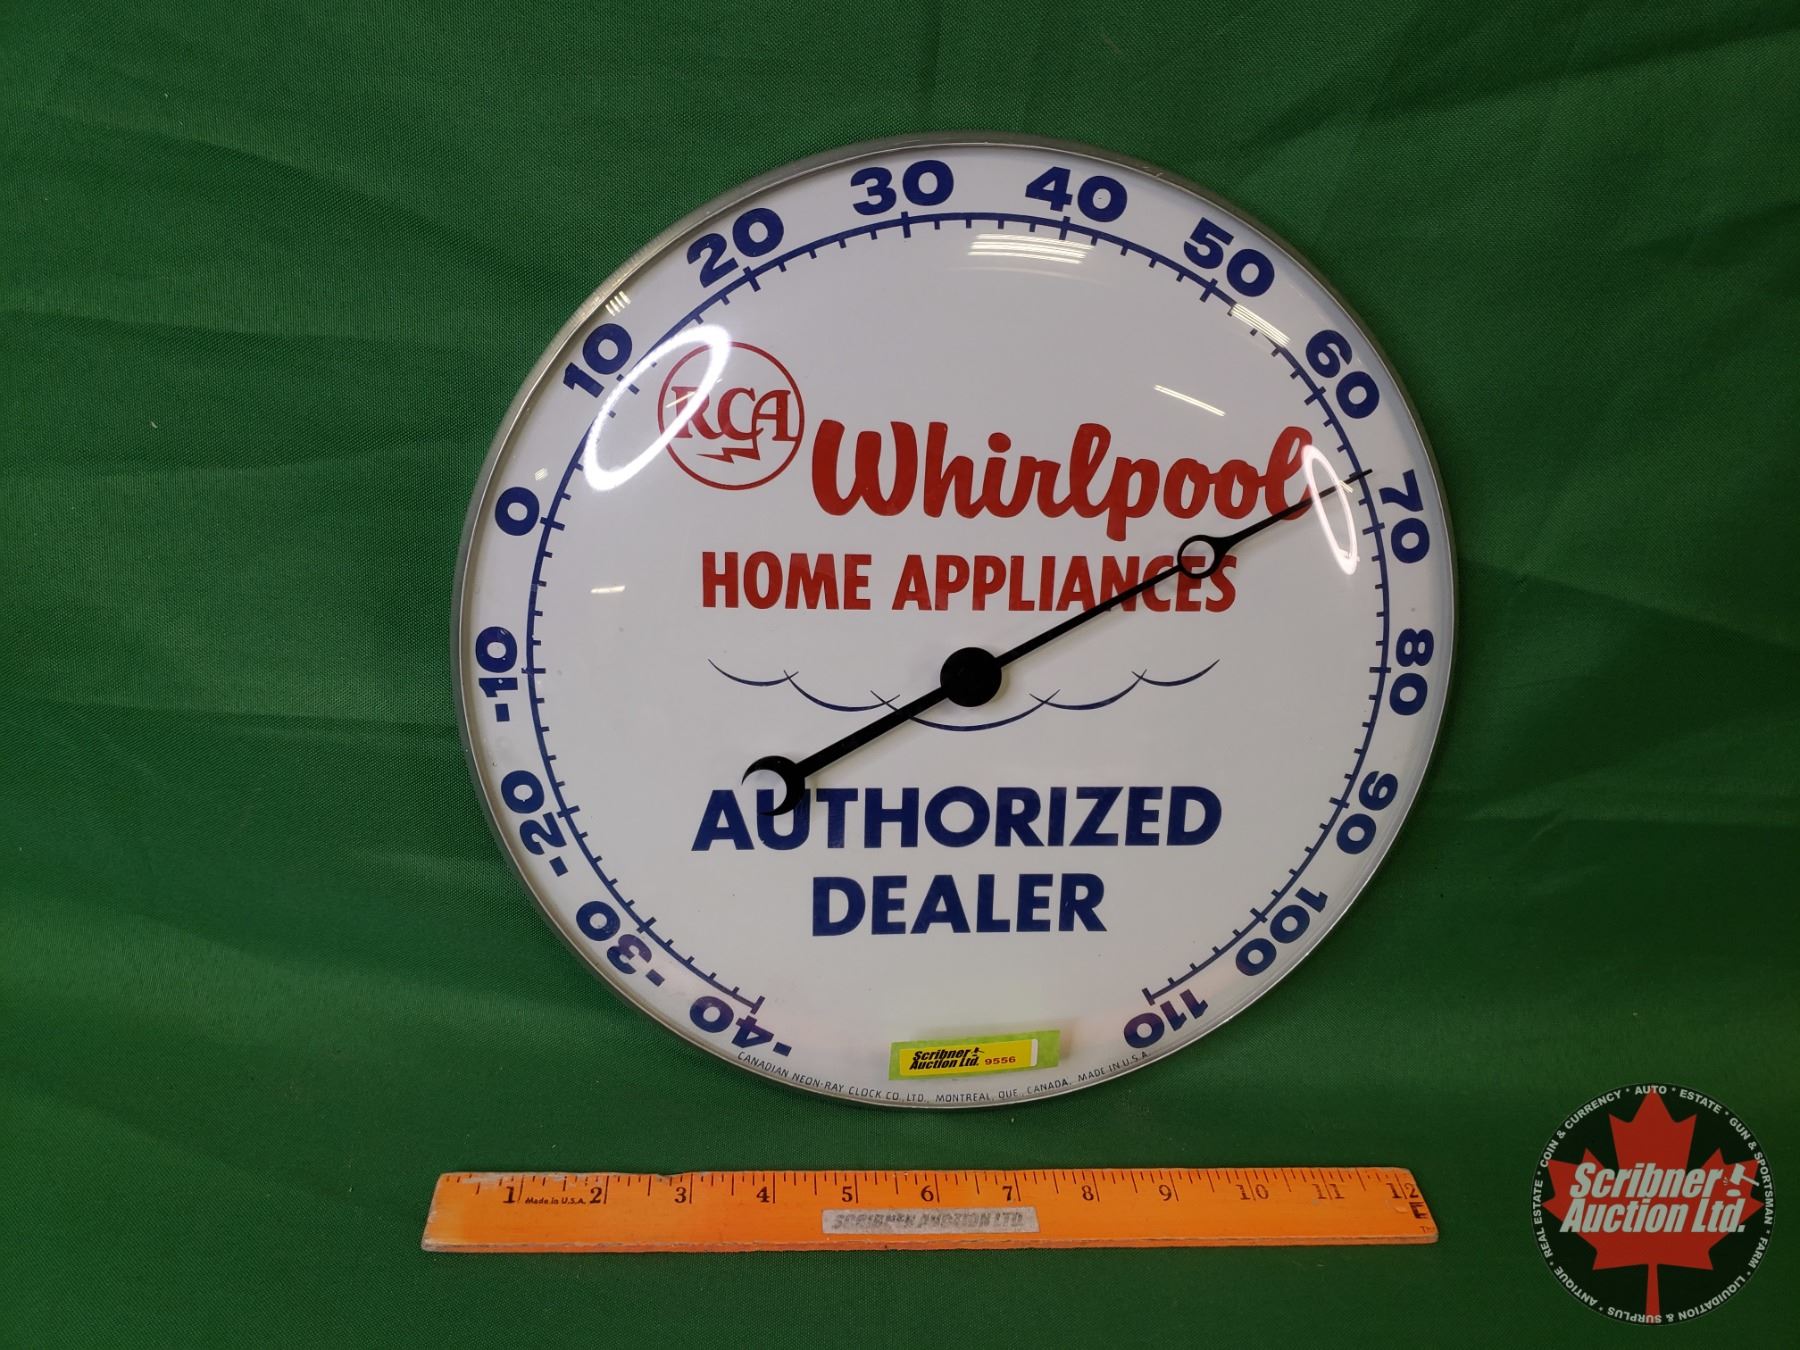 -40 -30 -20 -10 0 10 20 30 40 50 60 70 80 90 100 110
RCA Whirlpool
HOME APPLIANCES
AUTHORIZED
DEALER
Scribner
Auction Ltd. 9556
CANADIAN NEON-RAY CLOCK CO., LTD., MONTREAL, QUE., CANADA. MADE IN U.S.A.
1 2 3 4 5 6 7 8 9 10 11 12
Made in U.S.A.
SCRIBNER AUCTION LTD
COIN & CURRENCY * AUTO * ESTATE * GUN & SPORTSMAN * FARM * LIQUIDATION & SURPLUS * ANTIQUE * REAL ESTATE *
Scribner
Auction Ltd.